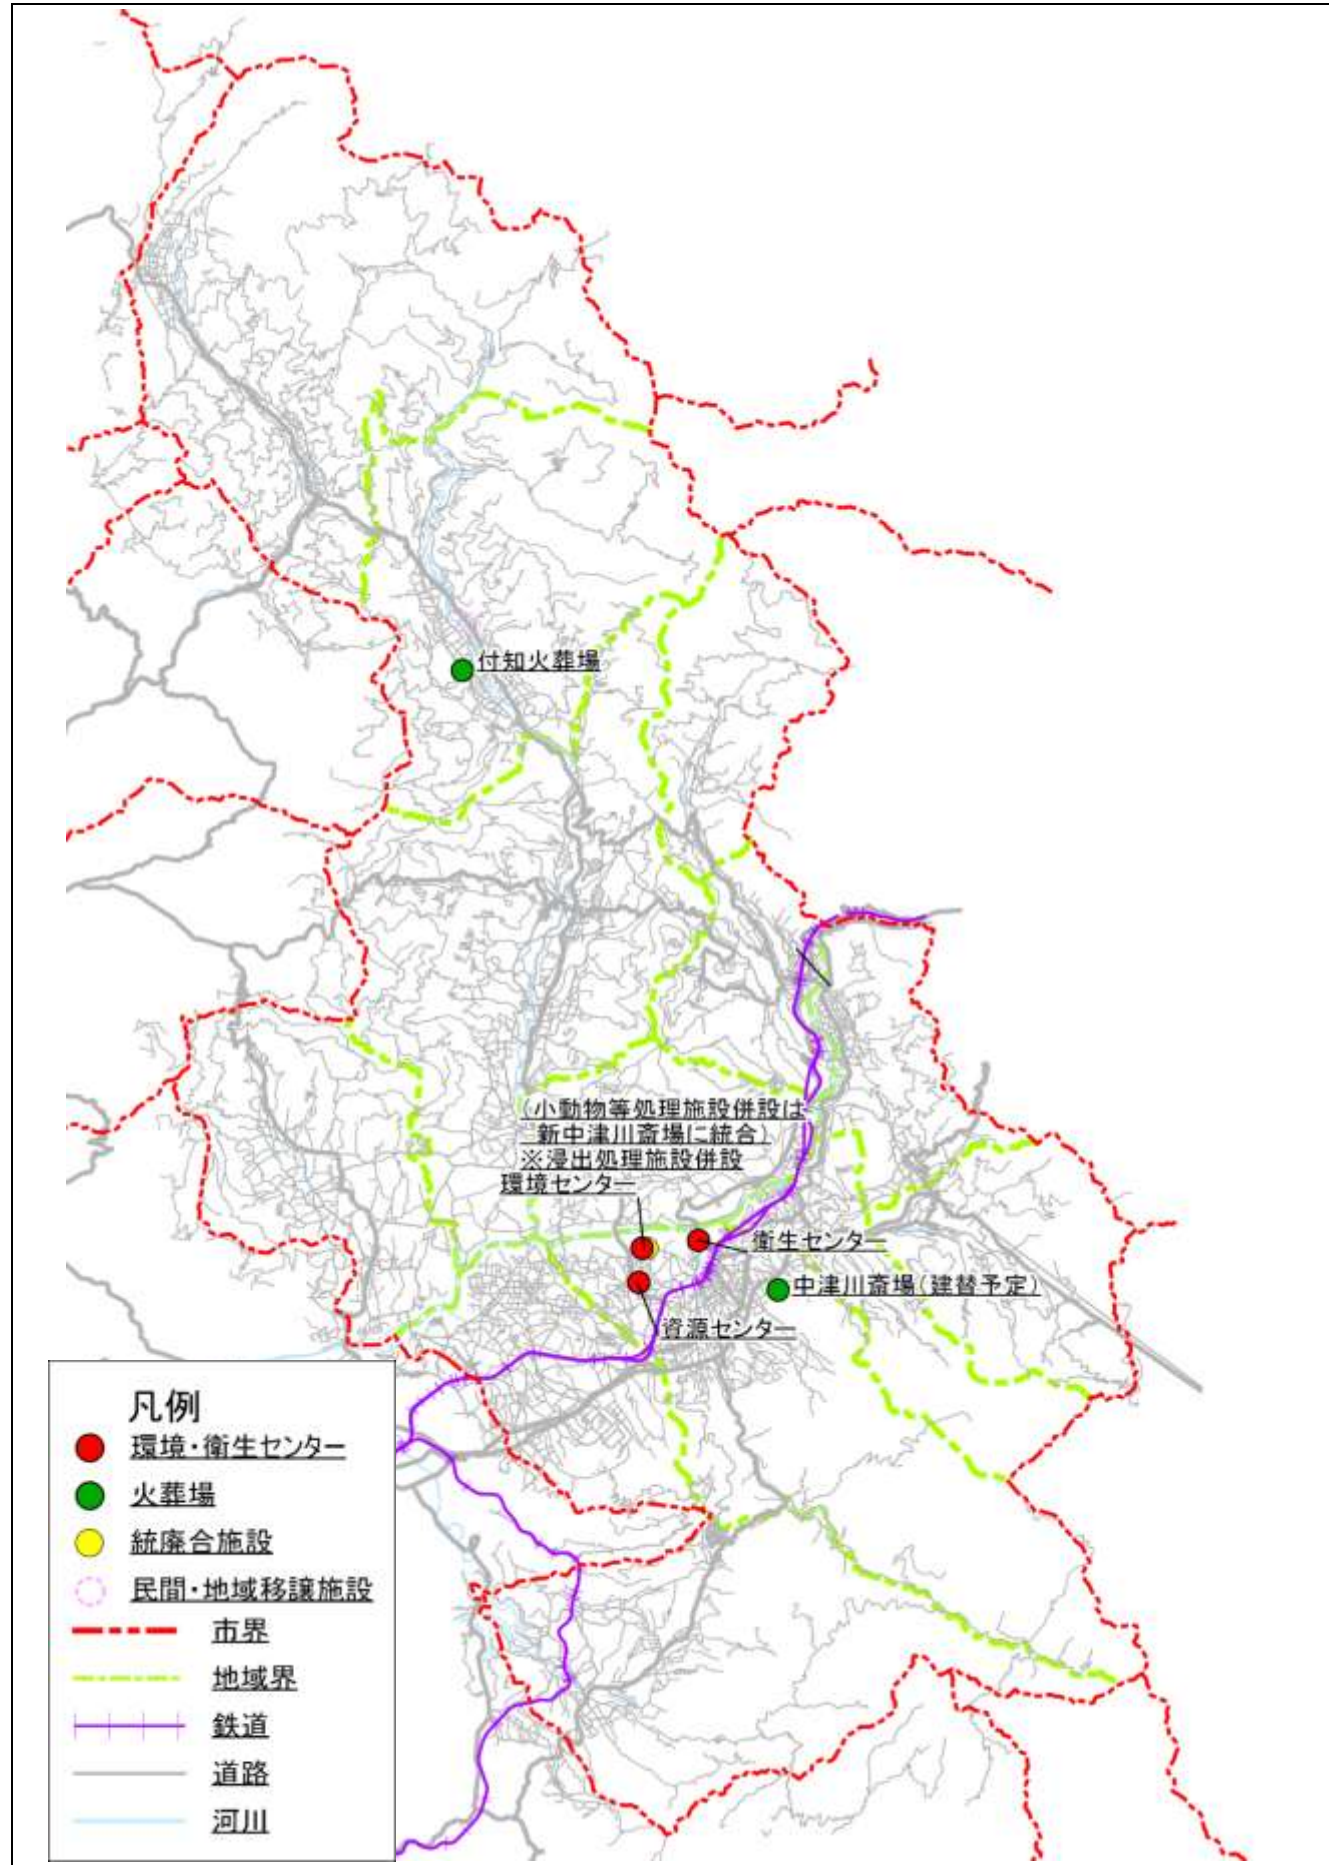 付知火葬場
(小動物等処理施設併設は
新中津川斎場に統合)
※浸出処理施設併設
環境センター
衛生センター
中津川斎場(建替予定)
資源センター
凡例
環境・衛生センター
火葬場
統廃合施設
民間・地域移譲施設
市界
地域界
鉄道
道路
河川